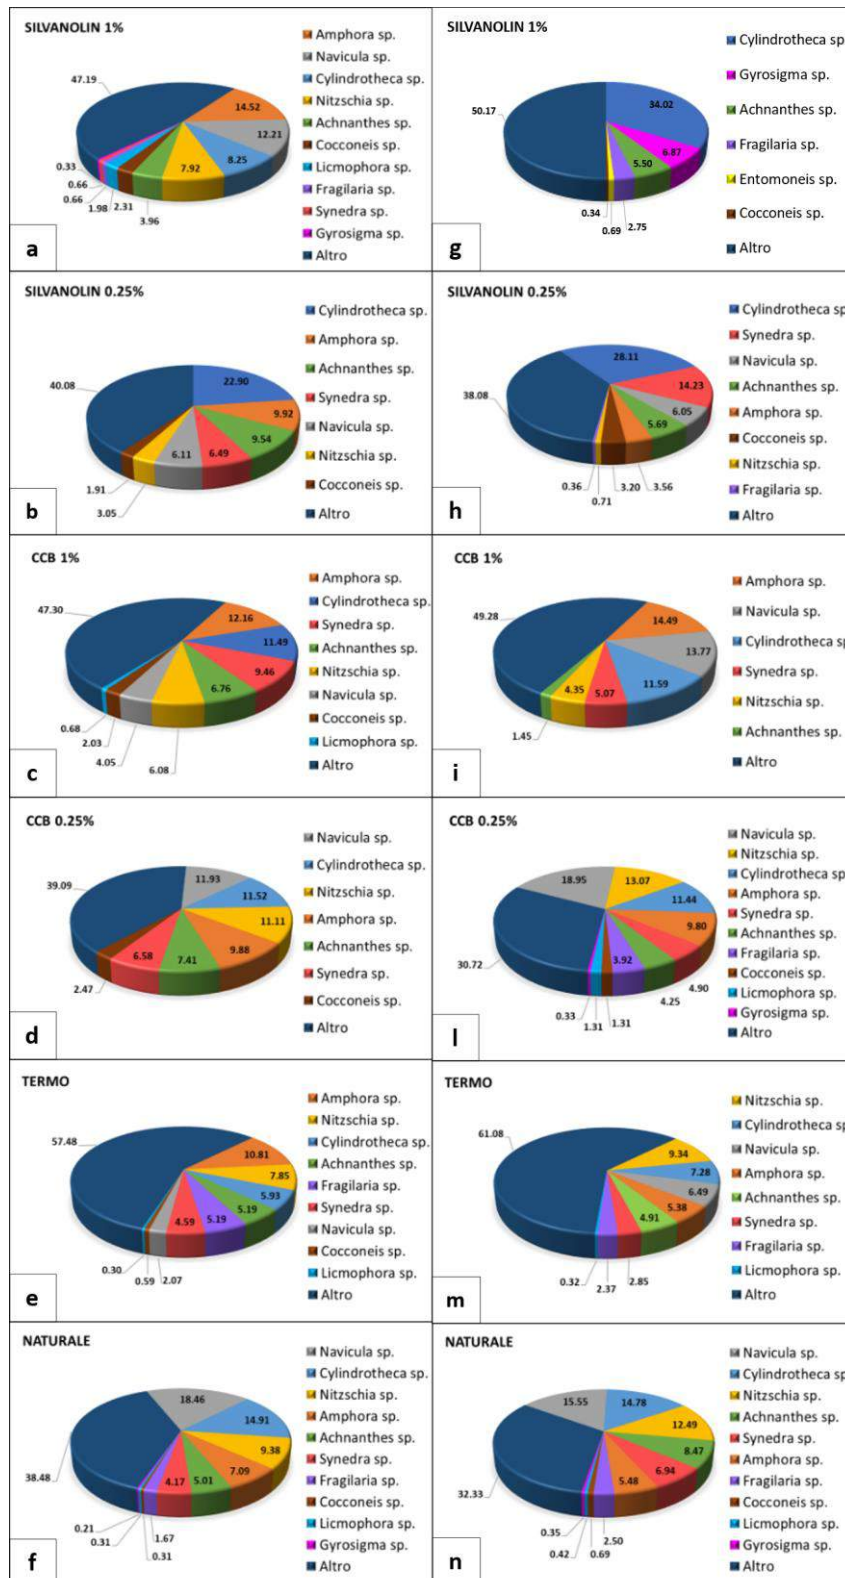 SILVANOLIN 1%
Amphora sp.
Navicula sp.
Cylindrotheca sp.
Nitzschia sp.
Achnanthes sp.
Cocconeis sp.
Licmophora sp.
Fragilaria sp.
Synedra sp.
Gyrosigma sp.
Altro
47.19
14.52
12.21
8.25
7.92
3.96
2.31
1.98
0.66
0.66
0.33
a
SILVANOLIN 1%
Cylindrotheca sp
Gyrosigma sp.
Achnanthes sp.
Fragilaria sp.
Entomoneis sp.
Cocconeis sp.
Altro
50.17
34.02
6.87
5.50
2.75
0.69
0.34
g
SILVANOLIN 0.25%
Cylindrotheca sp.
Amphora sp.
Achnanthes sp.
Synedra sp.
Navicula sp.
Nitzschia sp.
Cocconeis sp.
Altro
40.08
22.90
9.92
9.54
6.49
6.11
3.05
1.91
b
SILVANOLIN 0.25%
Cylindrotheca sp
Synedra sp.
Navicula sp.
Achnanthes sp.
Amphora sp.
Cocconeis sp.
Nitzschia sp.
Fragilaria sp.
Altro
38.08
28.11
14.23
6.05
5.69
3.56
3.20
0.71
0.36
h
CCB 1%
Amphora sp.
Cylindrotheca sp.
Synedra sp.
Achnanthes sp.
Nitzschia sp.
Navicula sp.
Cocconeis sp.
Licmophora sp.
Altro
47.30
12.16
11.49
9.46
6.76
6.08
4.05
2.03
0.68
c
CCB 1%
Amphora sp.
Navicula sp.
Cylindrotheca sp
Synedra sp.
Nitzschia sp.
Achnanthes sp.
Altro
49.28
14.49
13.77
11.59
5.07
4.35
1.45
i
CCB 0.25%
Navicula sp.
Cylindrotheca sp.
Nitzschia sp.
Amphora sp.
Achnanthes sp.
Synedra sp.
Cocconeis sp.
Altro
39.09
11.93
11.52
11.11
9.88
7.41
6.58
2.47
d
CCB 0.25%
Navicula sp.
Nitzschia sp.
Cylindrotheca sp
Amphora sp.
Synedra sp.
Achnanthes sp.
Fragilaria sp.
Cocconeis sp.
Licmophora sp.
Gyrosigma sp.
Altro
30.72
18.95
13.07
11.44
9.80
4.90
4.25
3.92
1.31
1.31
0.33
l
TERMO
Amphora sp.
Nitzschia sp.
Cylindrotheca sp.
Achnanthes sp.
Fragilaria sp.
Synedra sp.
Navicula sp.
Cocconeis sp.
Licmophora sp.
Altro
57.48
10.81
7.85
5.93
5.19
5.19
4.59
2.07
0.59
0.30
e
TERMO
Nitzschia sp.
Cylindrotheca sp
Navicula sp.
Amphora sp.
Achnanthes sp.
Synedra sp.
Fragilaria sp.
Licmophora sp.
Altro
61.08
9.34
7.28
6.49
5.38
4.91
2.85
2.37
0.32
m
NATURALE
Navicula sp.
Cylindrotheca sp.
Nitzschia sp.
Amphora sp.
Achnanthes sp.
Synedra sp.
Fragilaria sp.
Cocconeis sp.
Licmophora sp.
Gyrosigma sp.
Altro
38.48
18.46
14.91
9.38
7.09
5.01
4.17
1.67
0.31
0.31
0.21
f
NATURALE
Navicula sp.
Cylindrotheca sp
Nitzschia sp.
Achnanthes sp.
Synedra sp.
Amphora sp.
Fragilaria sp.
Cocconeis sp.
Licmophora sp.
Gyrosigma sp.
Altro
32.33
15.55
14.78
12.49
8.47
6.94
5.48
2.50
0.69
0.42
0.35
n